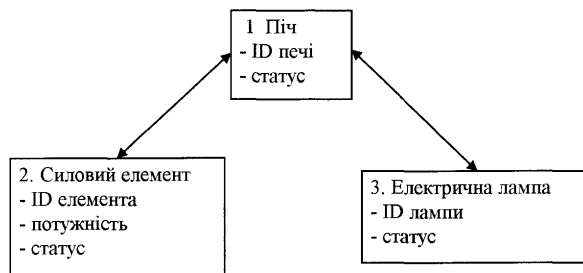 1 Піч
- ID печі
- статус
2. Силовий елемент
- ID елемента
- потужність
- статус
3. Електрична лампа
- ID лампи
- статус